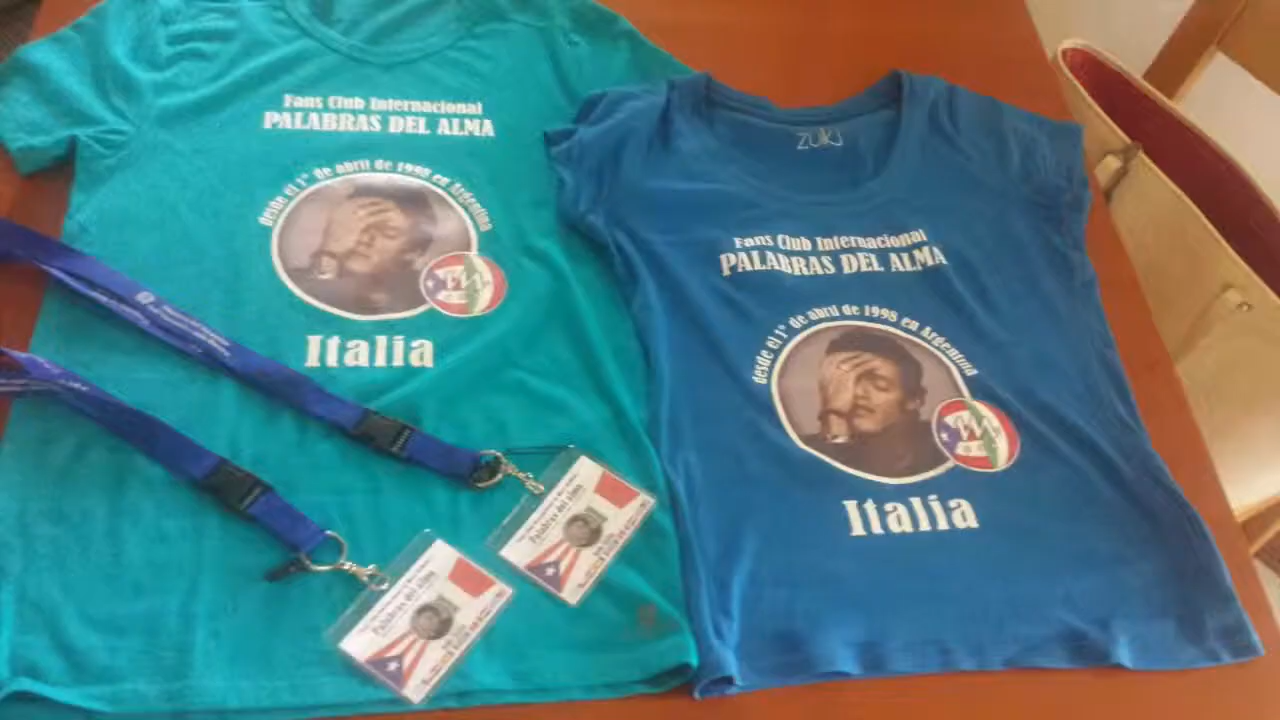 Fans Club Internacional
PALABRAS DEL ALMA
desde el 1° de abril de 1998 en Argentina
Italia
ZUIKI
Fans Club Internacional
PALABRAS DEL ALMA
desde el 1° de abril de 1998 en Argentina
Italia
Palabras del alma
Palabras del alma